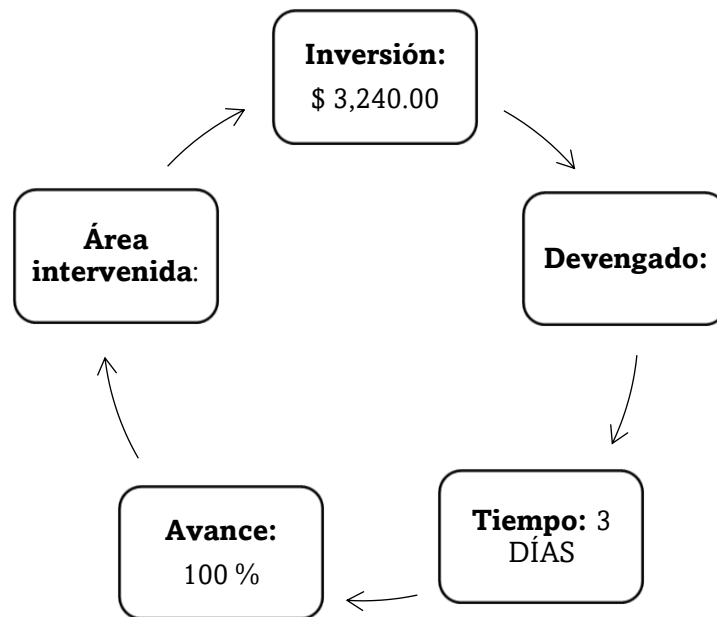 Inversión:
$ 3,240.00
Devengado:
Tiempo: 3
DÍAS
Avance:
100 %
Área
intervenida: